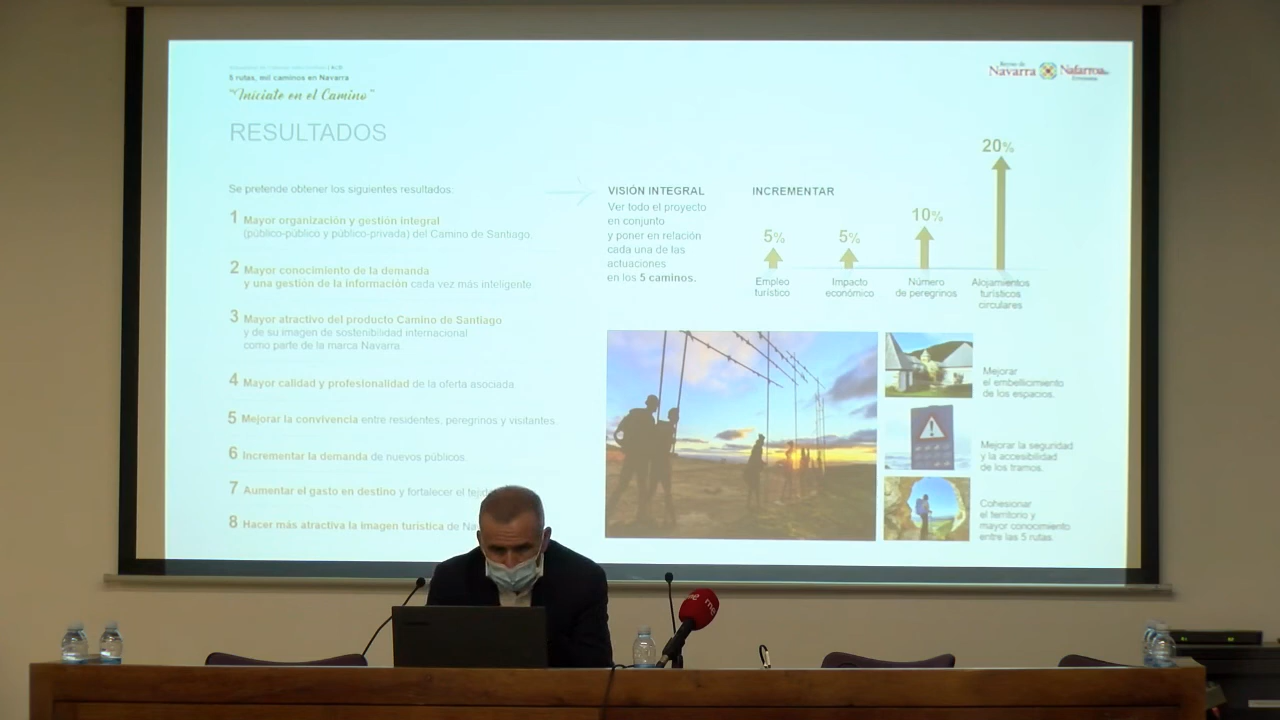 5 rutas, mil caminos en Navarra
"Iníciate en el Camino"
Reyno de
Navarra Nafarroa
RESULTADOS
Se pretende obtener los siguientes resultados:
1 Mayor organización y gestión integral
(público-público y público-privada) del Camino de Santiago.
2 Mayor conocimiento de la demanda
y una gestión de la información cada vez más inteligente.
3 Mayor atractivo del producto Camino de Santiago
y de su imagen de sostenibilidad internacional
como parte de la marca Navarra
4 Mayor calidad y profesionalidad de la oferta asociada
5 Mejorar la convivencia entre residentes, peregrinos y visitantes.
6 Incrementar la demanda de nuevos públicos.
7 Aumentar el gasto en destino y fortalecer el
8 Hacer más atractiva la imagen turística de
VISIÓN INTEGRAL
Ver todo el proyecto
en conjunto
y poner en relación
cada una de las
actuaciones
en los 5 caminos.
INCREMENTAR
5%
Empleo
turístico
5%
Impacto
económico
10%
Número
de peregrinos
20%
Alojamientos
turísticos
circulares
Mejorar
el embellecimiento
de los espacios.
Mejorar la seguridad
y la accesibilidad
de los tramos.
Cohesionar
el territorio y
mayor conocimiento
entre las 5 rutas.
rne